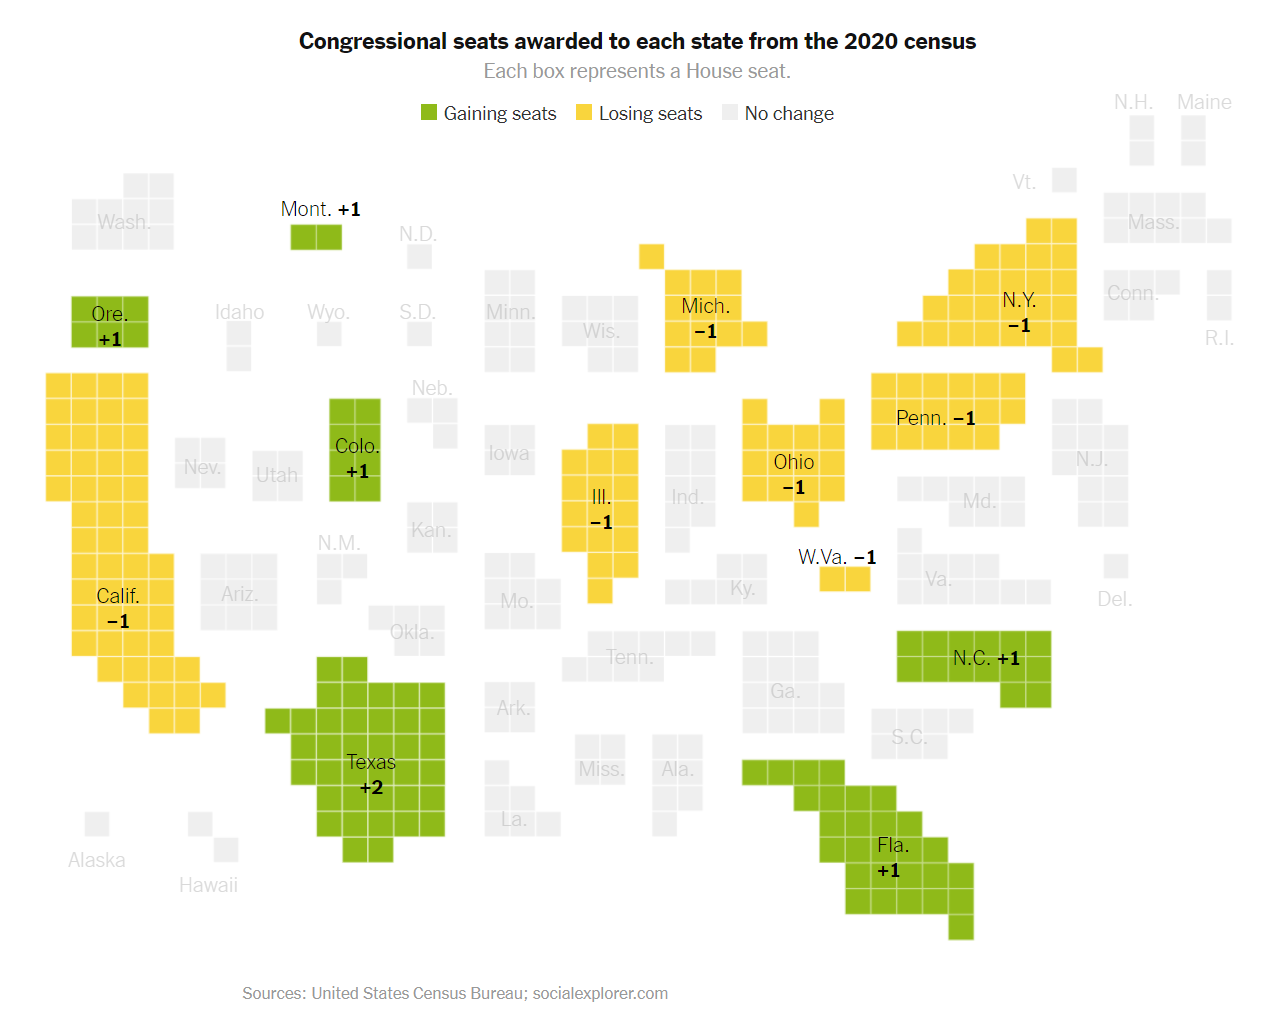 Congressional seats awarded to each state from the 2020 census
Each box represents a House seat.
Gaining seats
Losing seats
No change
N.H.
Maine
Vt.
Mont. +1
Wash.
Mass.
N.D.
Conn.
N.Y.
−1
Mich.
−1
Ore.
+1
Idaho
Wyo.
S.D.
Minn.
Wis.
R.I.
Neb.
Penn. −1
Colo.
+1
Nev.
Utah
Iowa
Ill.
−1
Ind.
Ohio
−1
N.J.
Md.
Kan.
N.M.
W.Va. −1
Calif.
−1
Ariz.
Mo.
Ky.
Va.
Del.
Okla.
Tenn.
N.C. +1
Ga.
Ark.
S.C.
Texas
+2
Miss.
Ala.
La.
Fla.
+1
Alaska
Hawaii
Sources: United States Census Bureau; socialexplorer.com